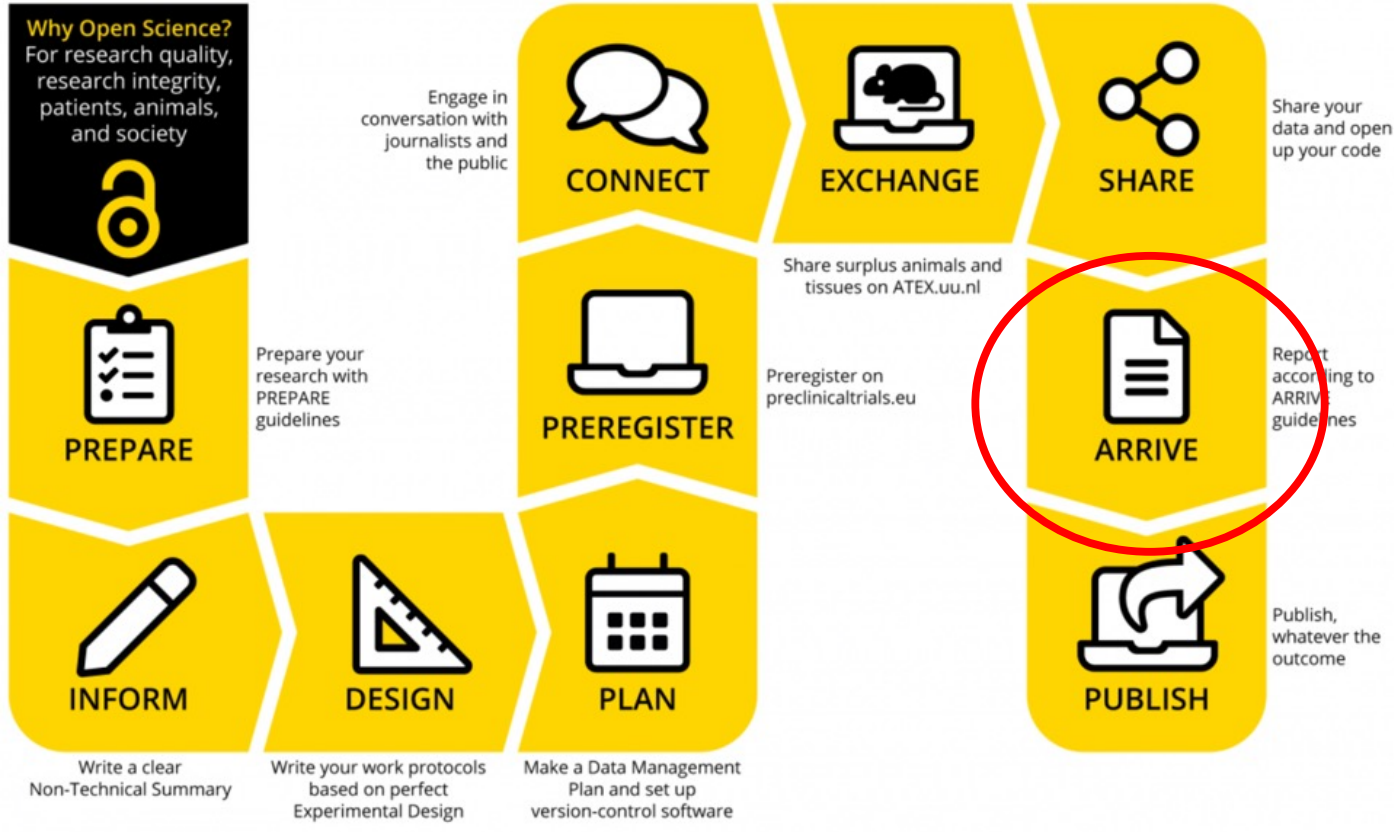 Why Open Science?
For research quality,
research integrity,
patients, animals,
and society
PREPARE
Prepare your
research with
PREPARE
guidelines
INFORM
Write a clear
Non-Technical Summary
DESIGN
Write your work protocols
based on perfect
Experimental Design
PLAN
Make a Data Management
Plan and set up
version-control software
PREREGISTER
Preregister on
preclinicaltrials.eu
CONNECT
Engage in
conversation with
journalists and
the public
EXCHANGE
Share surplus animals and
tissues on ATEX.uu.nl
SHARE
Share your
data and open
up your code
ARRIVE
Report
according to
ARRIVE
guidelines
PUBLISH
Publish,
whatever the
outcome